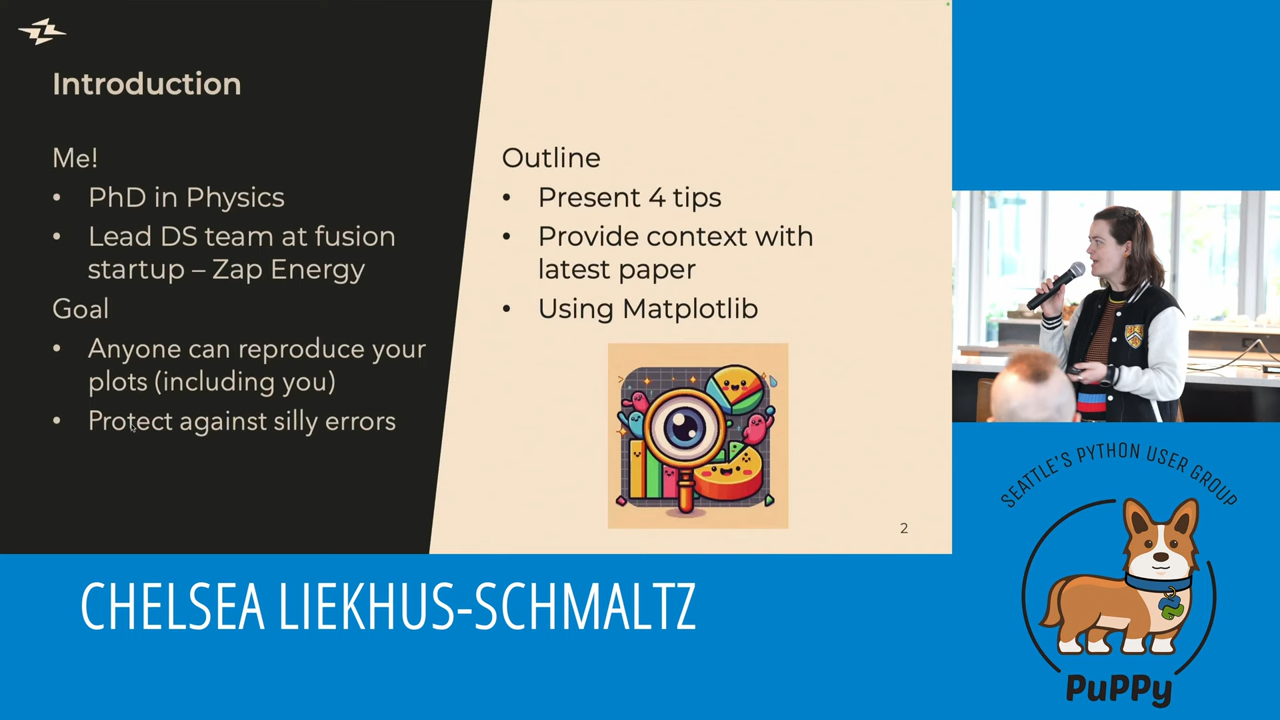 Introduction
Me!
• PhD in Physics
• Lead DS team at fusion
startup – Zap Energy
Goal
• Anyone can reproduce your
plots (including you)
• Protect against silly errors
Outline
• Present 4 tips
• Provide context with
latest paper
• Using Matplotlib
2
CHELSEA LIEKHUS-SCHMALTZ
SEATTLE'S PYTHON USER GROUP
PuPPy